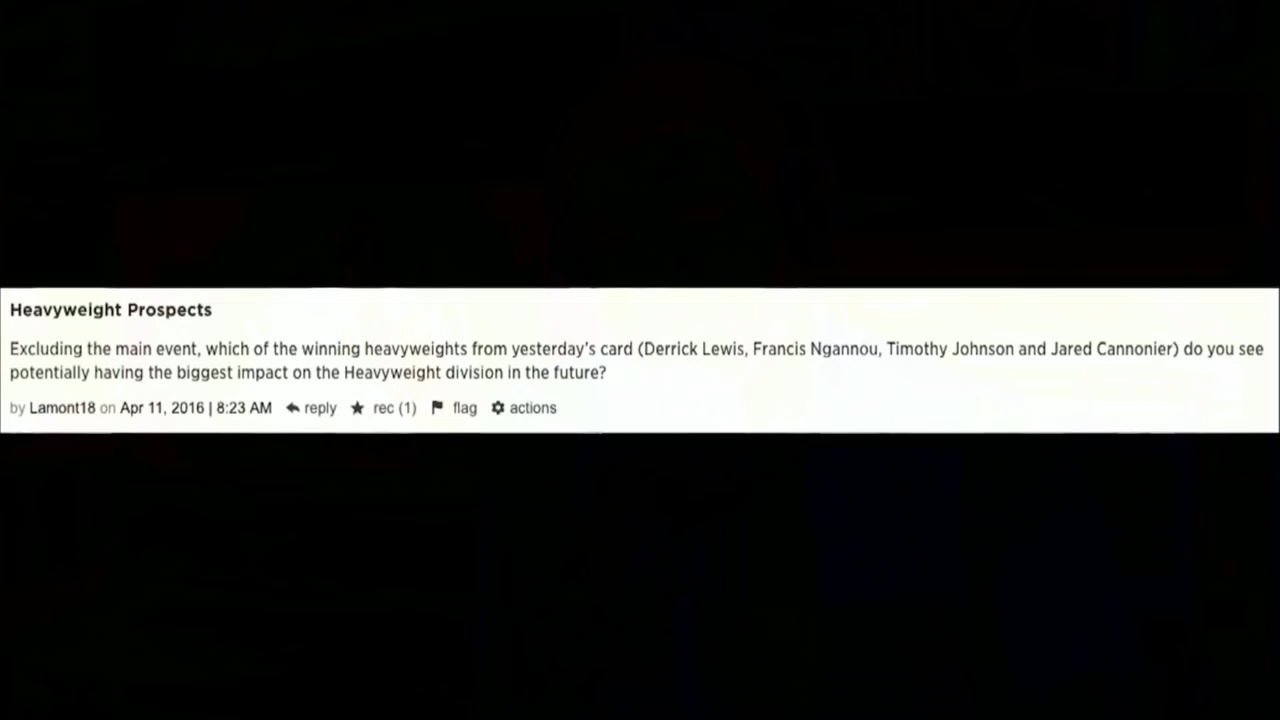 Heavyweight Prospects
Excluding the main event, which of the winning heavyweights from yesterday's card (Derrick Lewis, Francis Ngannou, Timothy Johnson and Jared Cannonier) do you see
potentially having the biggest impact on the Heavyweight division in the future?
by Lamont18 on Apr 11, 2016 | 8:23 AM reply rec (1) flag actions